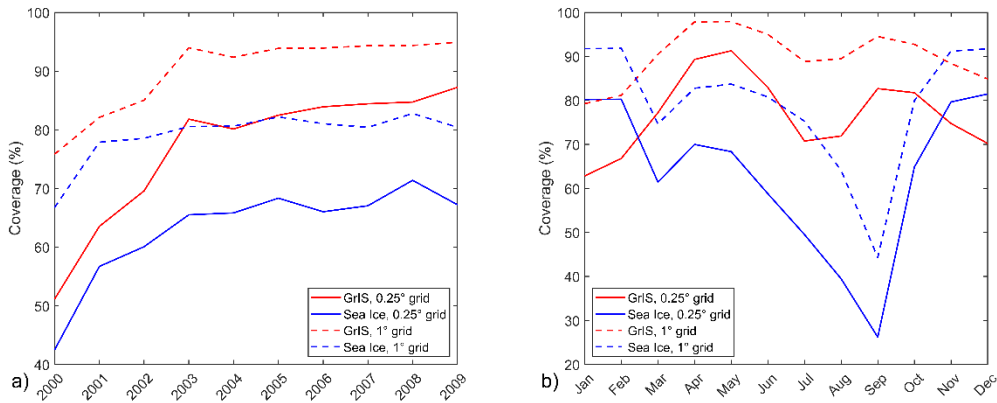 100
90
80
70
60
50
40
Coverage (%)
GrIS, 0.25° grid
Sea Ice, 0.25° grid
GrIS, 1° grid
Sea Ice, 1° grid
a)
2000
2001
2002
2003
2004
2005
2006
2007
2008
2009
100
90
80
70
60
50
40
30
20
Coverage (%)
GrIS, 0.25° grid
Sea Ice, 0.25° grid
GrIS, 1° grid
Sea Ice, 1° grid
b)
Jan
Feb
Mar
Apr
May
Jun
Jul
Aug
Sep
Oct
Nov
Dec